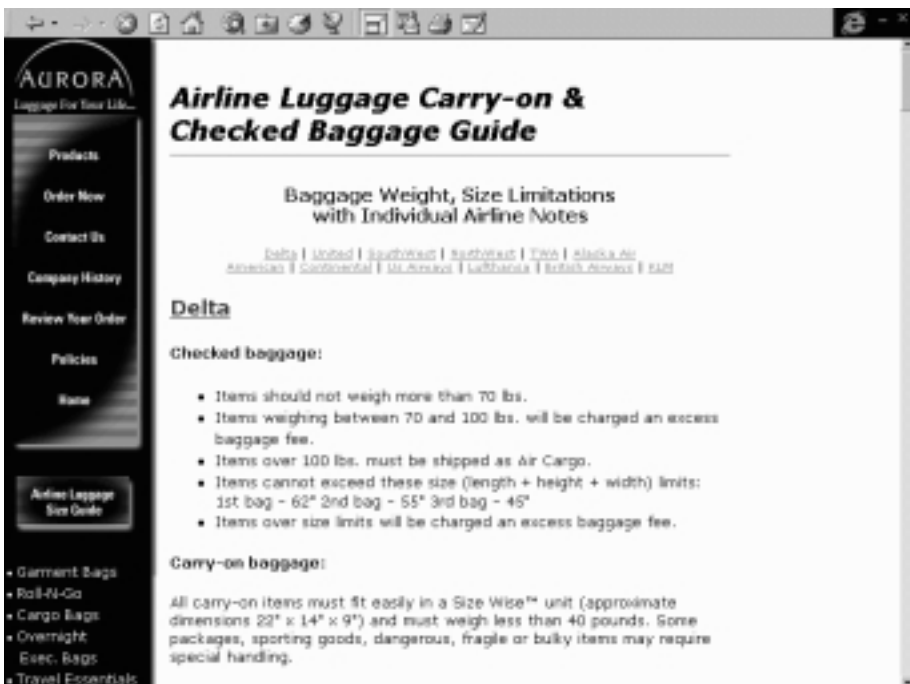 AURORA
Luggage For Your Life...
Products
Order Now
Contact Us
Company History
Review Your Order
Policies
Home
Airline Luggage
Size Guide
• Garment Bags
• Roll-N-Go
• Cargo Bags
• Overnight
Exec. Bags
• Travel Essentials
Airline Luggage Carry-on &
Checked Baggage Guide
Baggage Weight, Size Limitations
with Individual Airline Notes
Delta | United | SouthWest | NorthWest | TWA | Alaska Air
American | Continental | Us Airways | Lufthansa | British Airways | KLM
Delta
Checked baggage:
• Items should not weigh more than 70 lbs.
• Items weighing between 70 and 100 lbs. will be charged an excess
baggage fee.
• Items over 100 lbs. must be shipped as Air Cargo.
• Items cannot exceed these size (length + height + width) limits:
1st bag - 62" 2nd bag - 55" 3rd bag - 45"
• Items over size limits will be charged an excess baggage fee.
Carry-on baggage:
All carry-on items must fit easily in a Size Wise™ unit (approximate
dimensions 22" x 14" x 9") and must weigh less than 40 pounds. Some
packages, sporting goods, dangerous, fragile or bulky items may require
special handling.